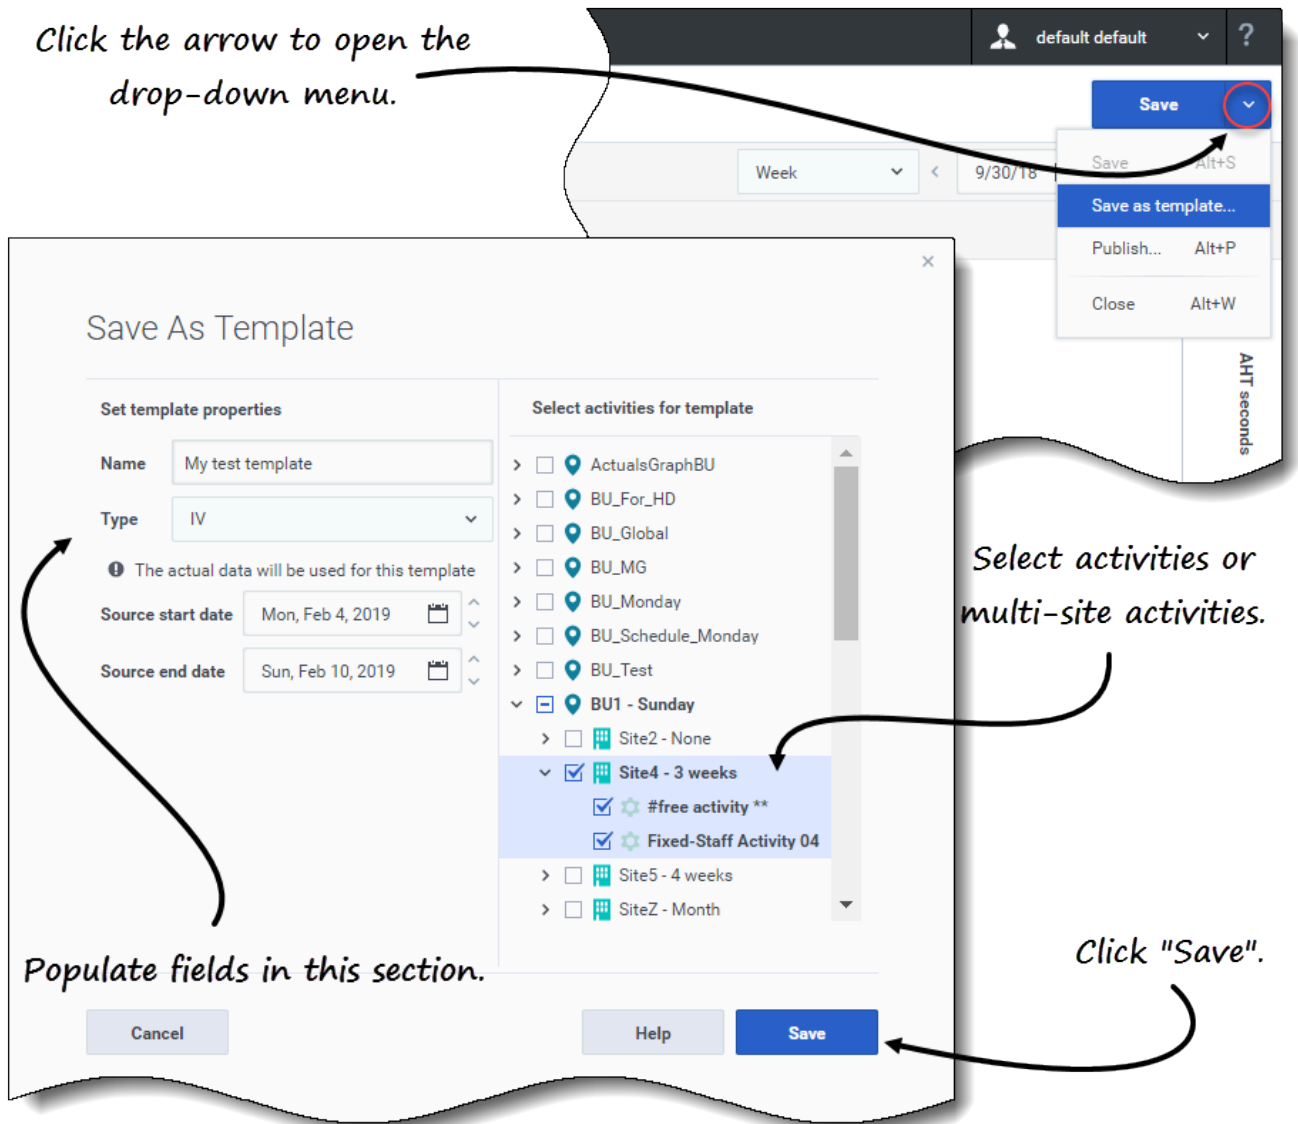 Click the arrow to open the
drop-down menu.
default default
?
Save
Week
9/30/18
Save Alt+S
Save as template...
Publish... Alt+P
Close Alt+W
AHT seconds
Save As Template
Set template properties
Name My test template
Type IV
The actual data will be used for this template
Source start date Mon, Feb 4, 2019
Source end date Sun, Feb 10, 2019
Select activities for template
ActualsGraphBU
BU_For_HD
BU_Global
BU_MG
BU_Monday
BU_Schedule_Monday
BU_Test
BU1 - Sunday
Site2 - None
Site4 - 3 weeks
#free activity **
Fixed-Staff Activity 04
Site5 - 4 weeks
SiteZ - Month
Select activities or
multi-site activities.
Populate fields in this section.
Click "Save".
Cancel
Help
Save